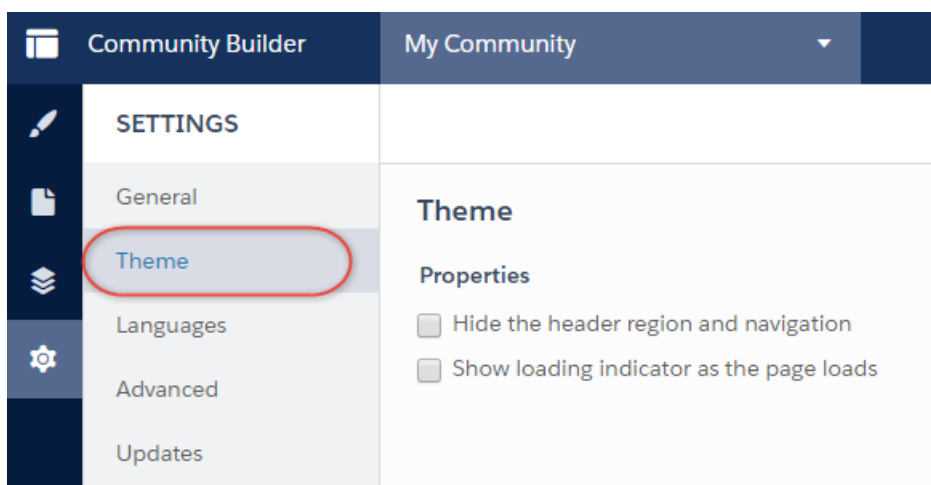 Community Builder
My Community
SETTINGS
General
Theme
Languages
Advanced
Updates
Theme
Properties
Hide the header region and navigation
Show loading indicator as the page loads